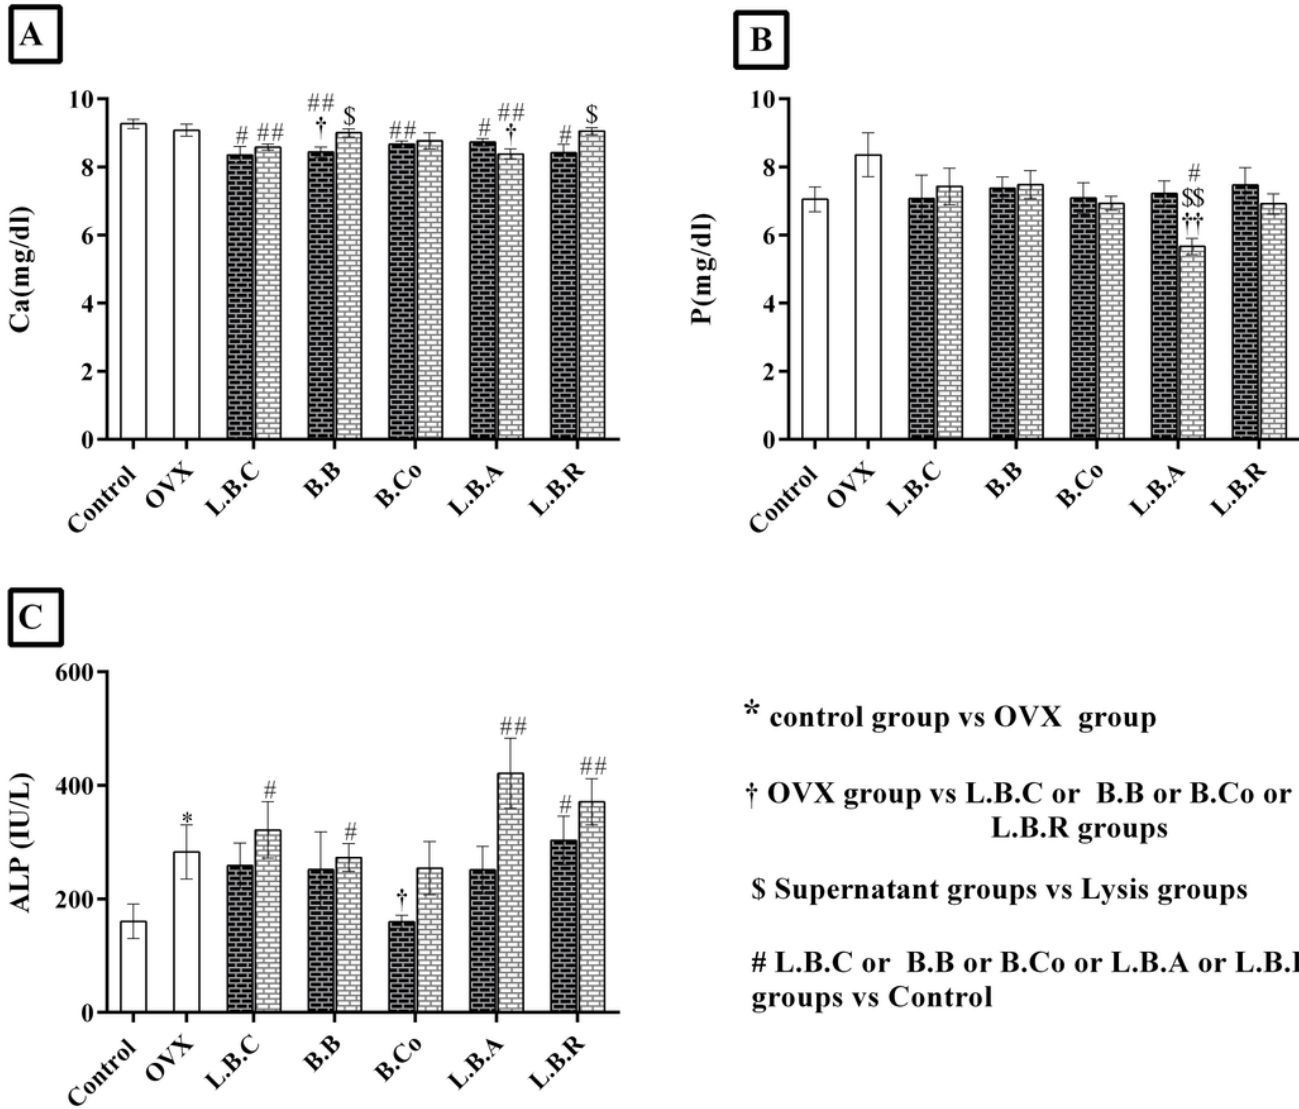 A
Ca(mg/dl)
10
8
6
4
2
0
# ## ## † $ ## # ## † # $
Control OVX L.B.C B.B B.Co L.B.A L.B.R
B
P(mg/dl)
10
8
6
4
2
0
#
$$
††
Control OVX L.B.C B.B B.Co L.B.A L.B.R
C
ALP (IU/L)
600
400
200
0
* # # † ## # ##
Control OVX L.B.C B.B B.Co L.B.A L.B.R
* control group vs OVX group
† OVX group vs L.B.C or B.B or B.Co or
L.B.R groups
$ Supernatant groups vs Lysis groups
# L.B.C or B.B or B.Co or L.B.A or
groups vs Control